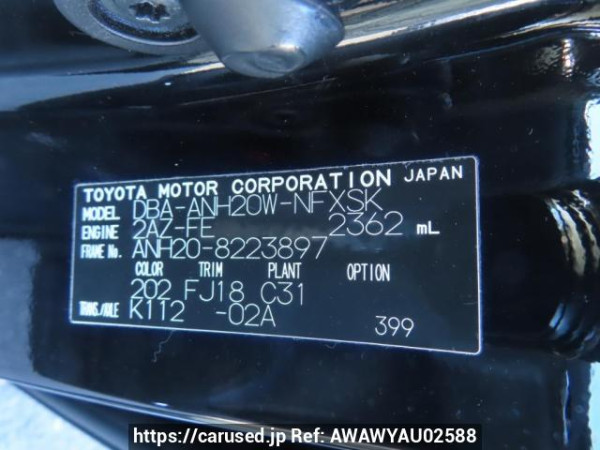 TOYOTA MOTOR CORPORATION JAPAN
MODEL DBA-ANH20W-NFXSK
ENGINE 2AZ-FE 2362 mL
FRAME No. ANH20-8223897
COLOR TRIM PLANT OPTION
202 FJ18 C31
TRANS./AXLE K112 -02A 399
https://carused.jp Ref: AWAWYAU02588